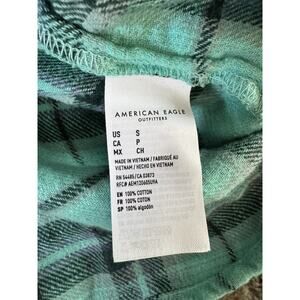 AMERICAN EAGLE
OUTFITTERS
US S
CA P
MX CH
MADE IN VIETNAM / FABRIQUÉ AU
VIETNAM / HECHO EN VIETNAM
RN 54485/CA 03873
EN 100% COTTON
FR 100% COTON
SP 100% algodón